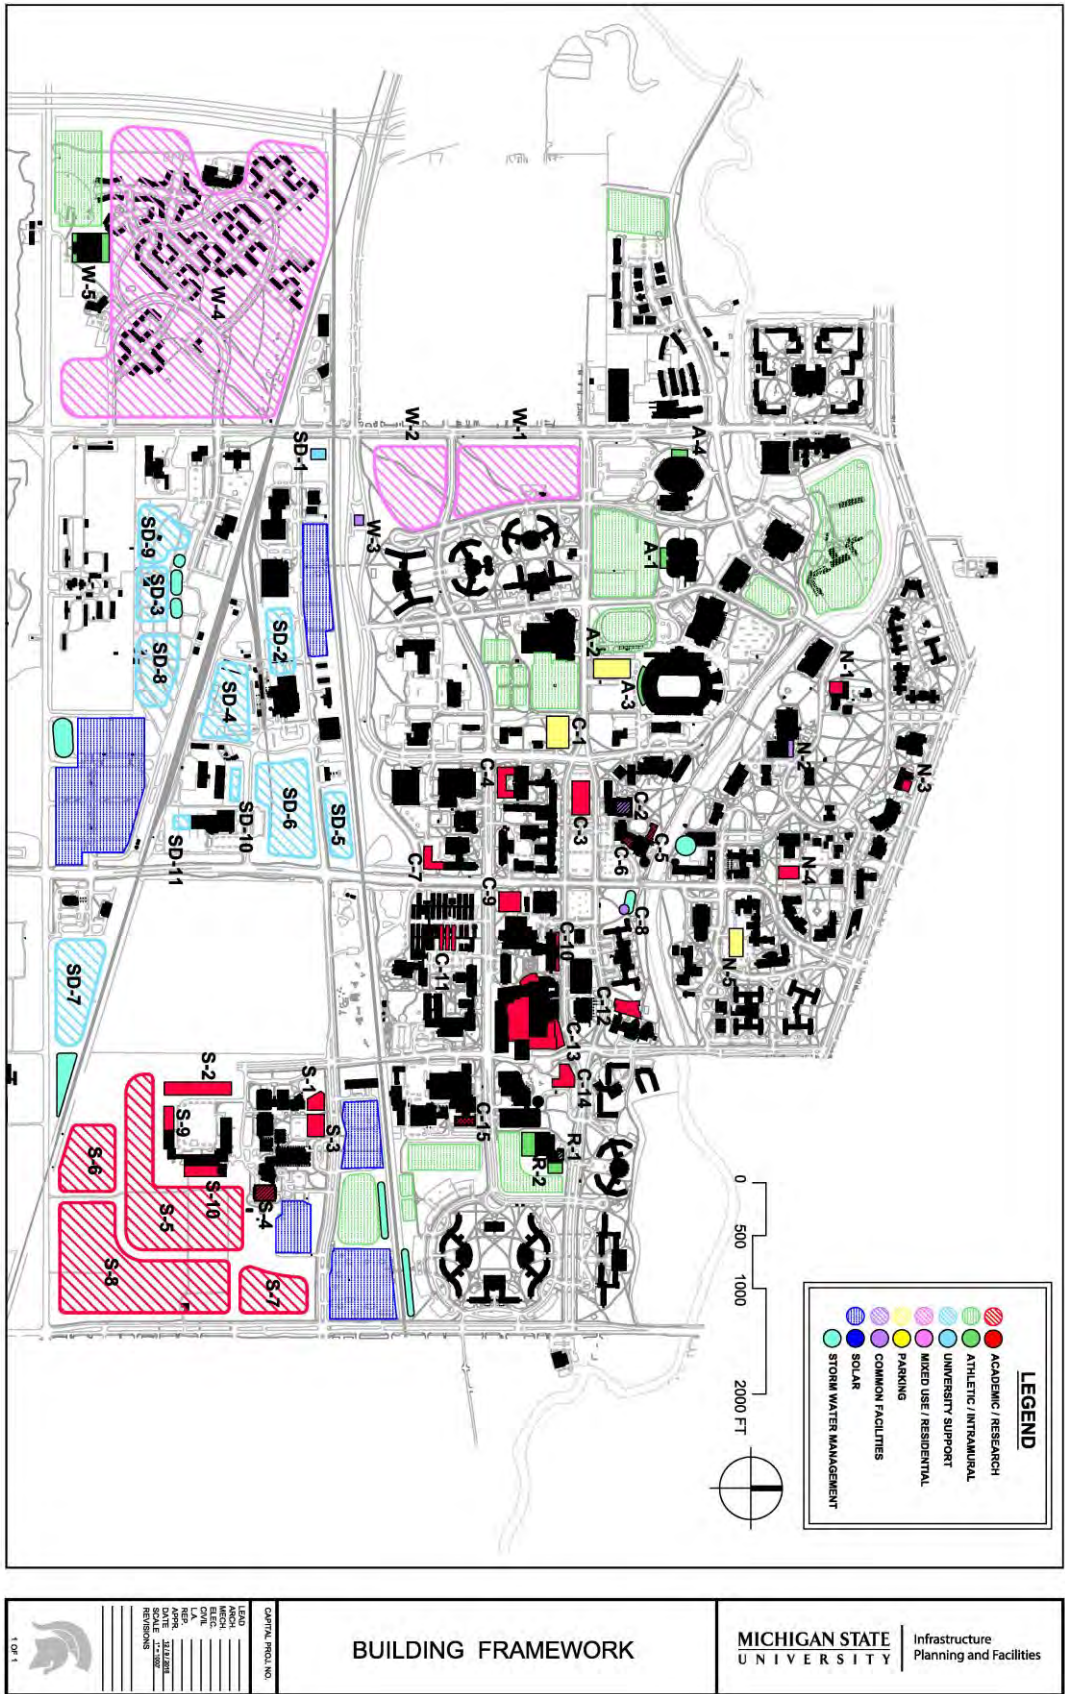 LEGEND
ACADEMIC / RESEARCH
ATHLETIC / INTRAMURAL
UNIVERSITY SUPPORT
MIXED USE / RESIDENTIAL
PARKING
COMMON FACILITIES
SOLAR
STORM WATER MANAGEMENT
0
500
1000
2000 FT
W-4
W-5
W-2
W-1
W-3
A-4
A-1
A-2
A-3
SD-1
SD-9
SD-3
SD-8
SD-2
SD-4
SD-6
SD-5
SD-10
SD-11
SD-7
N-1
N-2
N-3
N-4
N-5
C-1
C-4
C-3
C-2
C-5
C-6
C-7
C-9
C-8
C-10
C-11
C-12
C-13
C-14
C-15
R-1
R-2
S-1
S-2
S-3
S-9
S-10
S-4
S-6
S-5
S-8
S-7
CAPITAL PROJ. NO.
LEAD
ARCH.
MECH.
ELEC.
CIVIL
L.A.
REP.
APPR.
DATE
SCALE
REVISIONS
1 OF 1
BUILDING FRAMEWORK
MICHIGAN STATE
UNIVERSITY
Infrastructure
Planning and Facilities